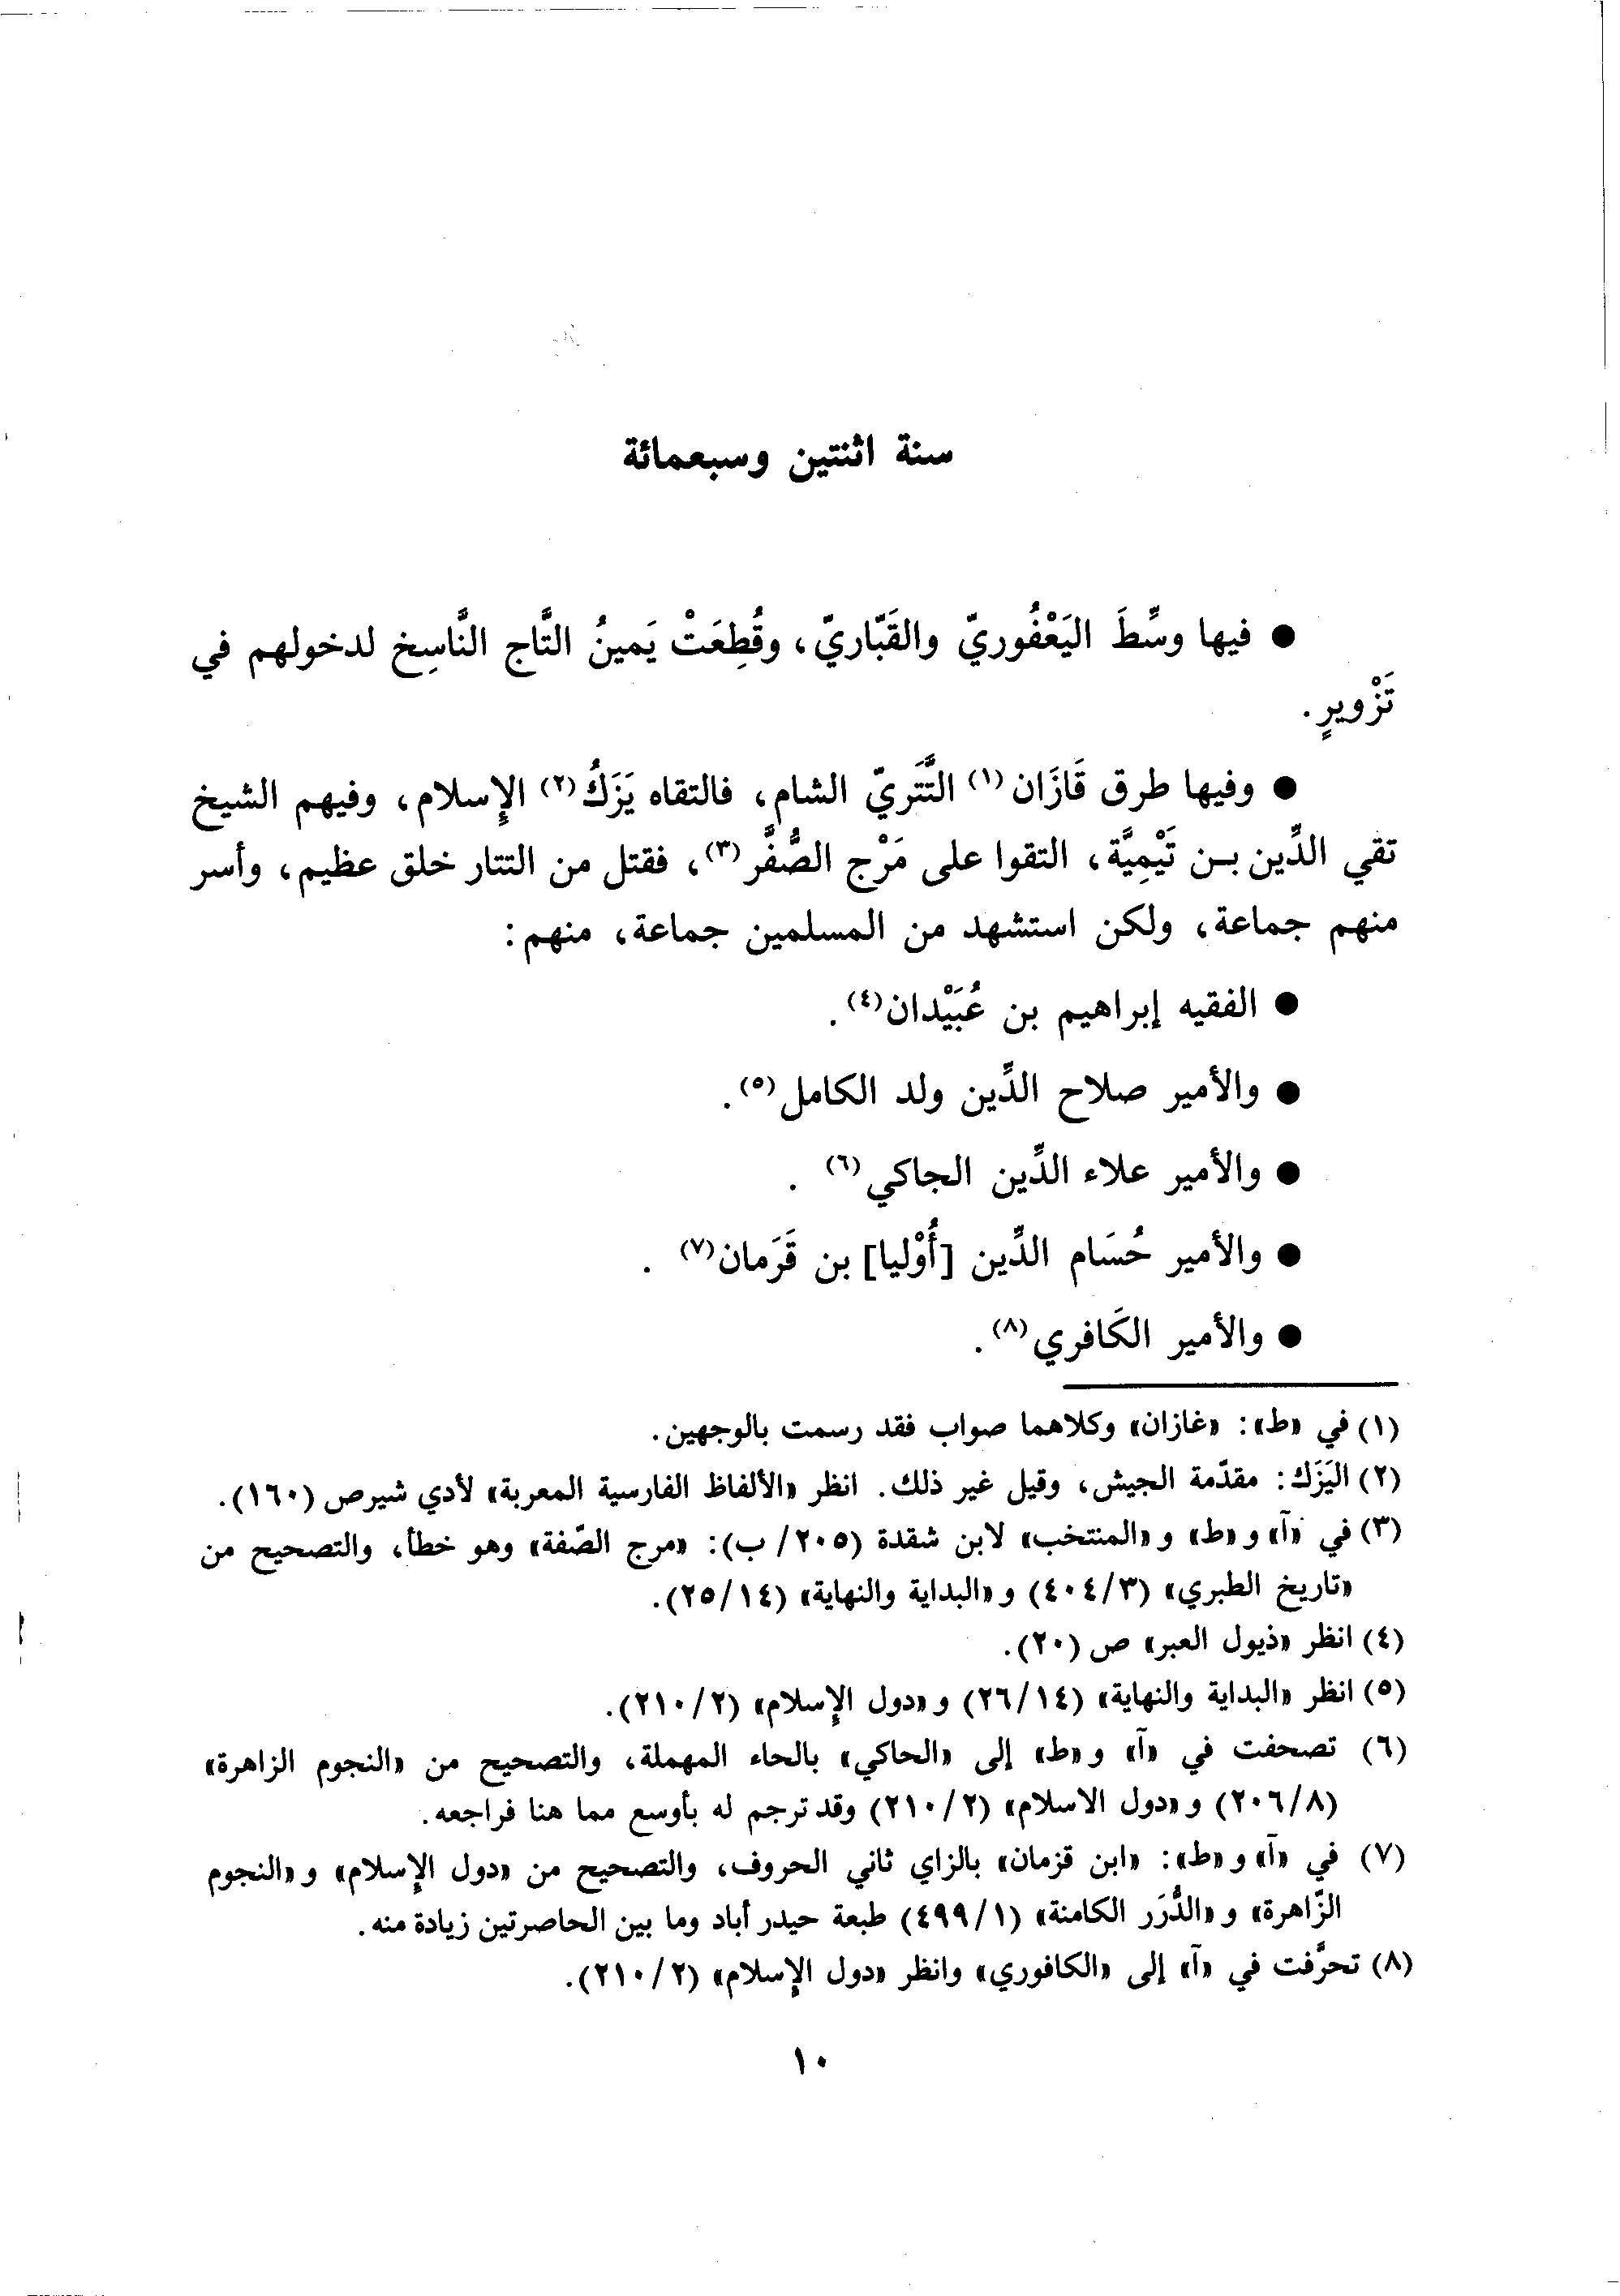 سنة اثنتين وسبعمائة
● فيها وسِّطَ اليَعْفُوريّ والقَبّاريّ، وقُطِعَتْ يَمينُ التَّاج النَّاسِخ لدخولهم في
تَزْويرٍ.
● وفيها طرق قَازَان(١) التَّتَريّ الشام، فالتقاه يَزَكُ(٢) الإِسلام، وفيهم الشيخ
تقي الدِّين بـن تَيْمِيَّة، التقوا على مَرْج الصُّفَّر(٣)، فقتل من التتار خلق عظيم، وأسر
منهم جماعة، ولكن استشهد من المسلمين جماعة، منهم:
● الفقيه إبراهيم بن عُبَيْدان(٤).
● والأمير صلاح الدِّين ولد الكامل(٥).
● والأمير علاء الدِّين الجاكي(٦) .
● والأمير حُسَام الدِّين [أُوْليا] بن قَرَمان(٧) .
● والأمير الكَافري(٨).
(١) في «ط»: «غازان» وكلاهما صواب فقد رسمت بالوجهين.
(٢) اليَزَك: مقدّمة الجيش، وقيل غير ذلك. انظر «الألفاظ الفارسية المعربة» لأدي شير ص (١٦٠).
(٣) في «آ» و «ط» و «المنتخب» لابن شقدة (٢٠٥/ ب): «مرج الصّفة» وهو خطأ، والتصحيح من
«تاريخ الطبري» (٤٠٤/٣) و «البداية والنهاية» (٢٥/١٤).
(٤) انظر «ذيول العبر» ص (٢٠).
(٥) انظر «البداية والنهاية» (٢٦/١٤) و «دول الإِسلام» (٢١٠/٢).
(٦) تصحفت في «آ» و «ط» إلى «الحاكي» بالحاء المهملة، والتصحيح من «النجوم الزاهرة»
(٢٠٦/٨) و «دول الاسلام» (٢١٠/٢) وقد ترجم له بأوسع مما هنا فراجعه.
(٧) في «آ» و «ط»: «ابن قزمان» بالزاي ثاني الحروف، والتصحيح من «دول الإِسلام» و «النجوم
الزّاهرة» و «الدُّرَر الكامنة» (٤٩٩/١) طبعة حيدر أباد وما بين الحاصرتين زيادة منه.
(٨) تحرَّفت في «آ» إلى «الكافوري» وانظر «دول الإِسلام» (٢١٠/٢).
١٠